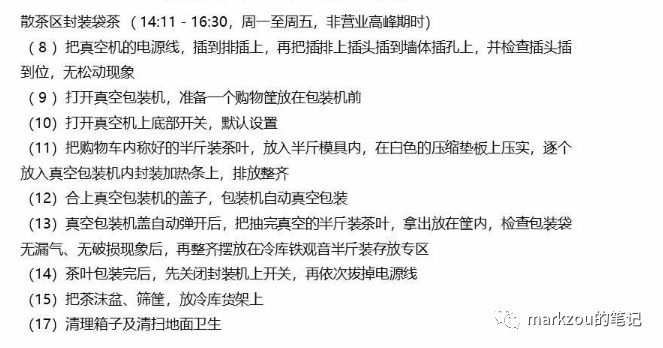 散茶区封装袋茶 (14:11 - 16:30，周一至周五，非营业高峰期时)
(8) 把真空机的电源线，插到排插上，再把插排上插头插到墙体插孔上，并检查插头插
到位，无松动现象
(9) 打开真空包装机，准备一个购物筐放在包装机前
(10) 打开真空机上底部开关，默认设置
(11) 把购物车内称好的半斤装茶叶，放入半斤模具内，在白色的压缩垫板上压实，逐个
放入真空包装机内封装加热条上，排放整齐
(12) 合上真空包装机的盖子，包装机自动真空包装
(13) 真空包装机盖自动弹开后，把抽完真空的半斤装茶叶，拿出放在筐内，检查包装袋
无漏气、无破损现象后，再整齐摆放在冷库铁观音半斤装存放专区
(14) 茶叶包装完后，先关闭封装机上开关，再依次拔掉电源线
(15) 把茶沫盆、筛筐，放冷库货架上
(17) 清理箱子及清扫地面卫生
markzou的笔记